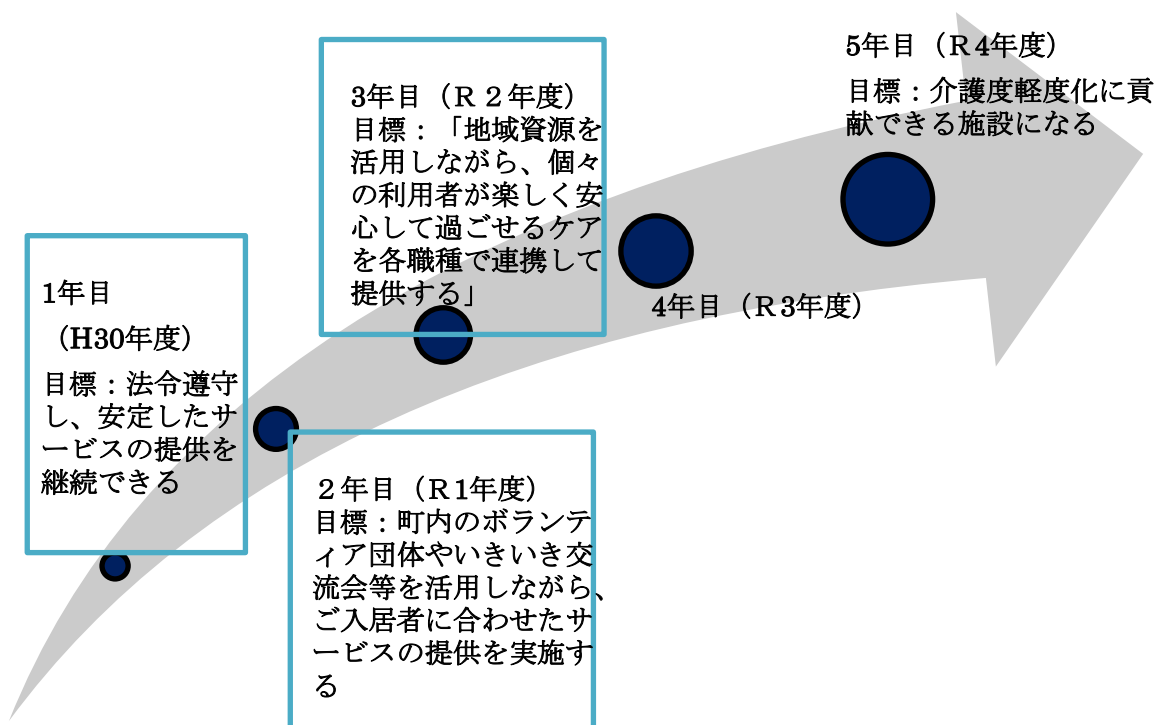 1年目
（H30年度）
目標：法令遵守
し、安定したサ
ービスの提供を
継続できる
２年目（Ｒ1年度）
目標：町内のボランテ
ィア団体やいきいき交
流会等を活用しながら、
ご入居者に合わせたサ
ービスの提供を実施す
る
3年目（Ｒ２年度）
目標：「地域資源を
活用しながら、個々
の利用者が楽しく安
心して過ごせるケア
を各職種で連携して
提供する」
4年目（Ｒ3年度）
5年目（Ｒ4年度）
目標：介護度軽度化に貢
献できる施設になる